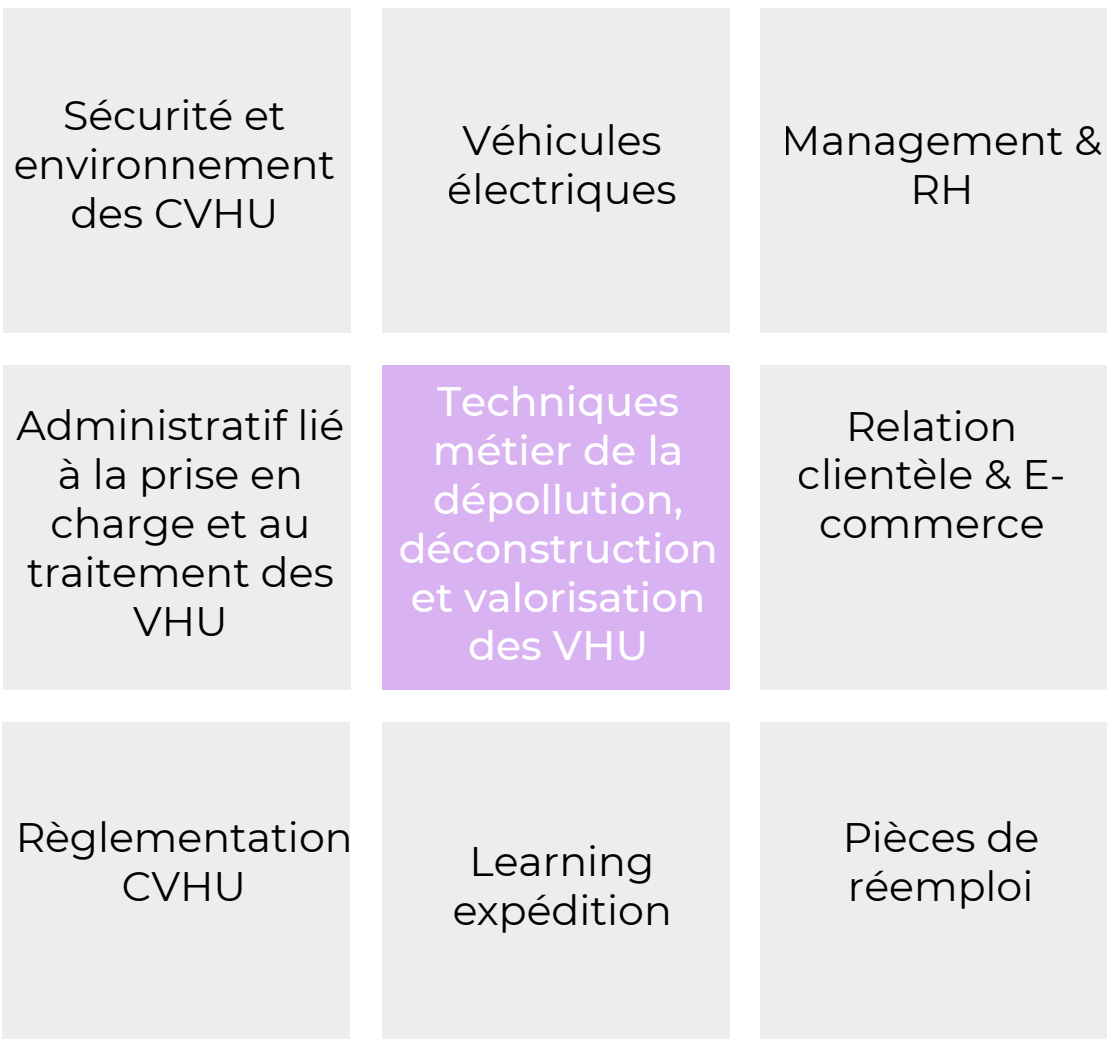 Sécurité et
environnement
des CVHU
Véhicules
électriques
Management &
RH
Administratif lié
à la prise en
charge et au
traitement des
VHU
Techniques
métier de la
dépollution,
déconstruction
et valorisation
des VHU
Relation
clientèle & E-
commerce
Règlementation
CVHU
Learning
expédition
Pièces de
réemploi